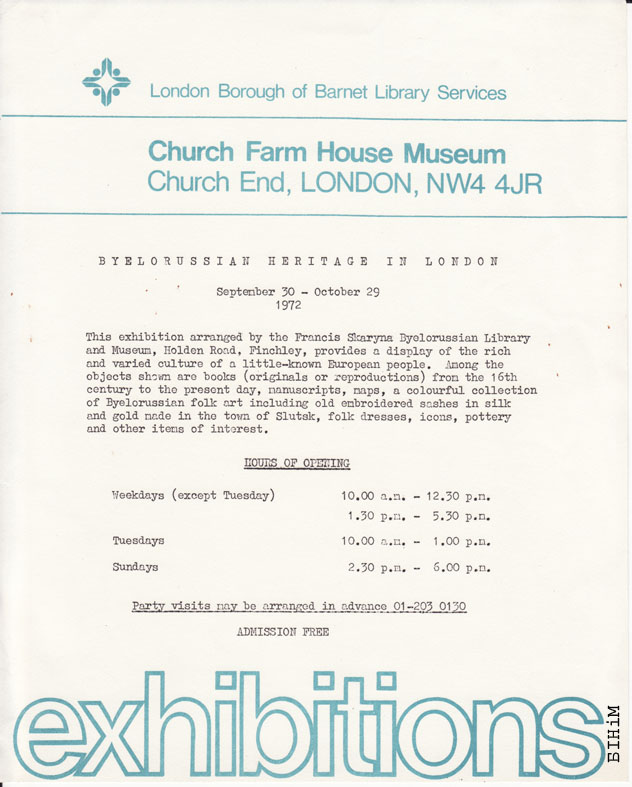 London Borough of Barnet Library Services
Church Farm House Museum
Church End, LONDON, NW4 4JR
BYELORUSSIAN HERITAGE IN LONDON
September 30 - October 29
1972
This exhibition arranged by the Francis Skaryna Byelorussian Library
and Museum, Holden Road, Finchley, provides a display of the rich
and varied culture of a little-known European people. Among the
objects shown are books (originals or reproductions) from the 16th
century to the present day, manuscripts, maps, a colourful collection
of Byelorussian folk art including old embroidered sashes in silk
and gold made in the town of Slutsk, folk dresses, icons, pottery
and other items of interest.
HOURS OF OPENING
Weekdays (except Tuesday) 10.00 a.m. - 12.30 p.m.
1.30 p.m. - 5.30 p.m.
Tuesdays 10.00 a.m. - 1.00 p.m.
Sundays 2.30 p.m. - 6.00 p.m.
Party visits may be arranged in advance 01-203 0130
ADMISSION FREE
exhibitions
БІНіМ